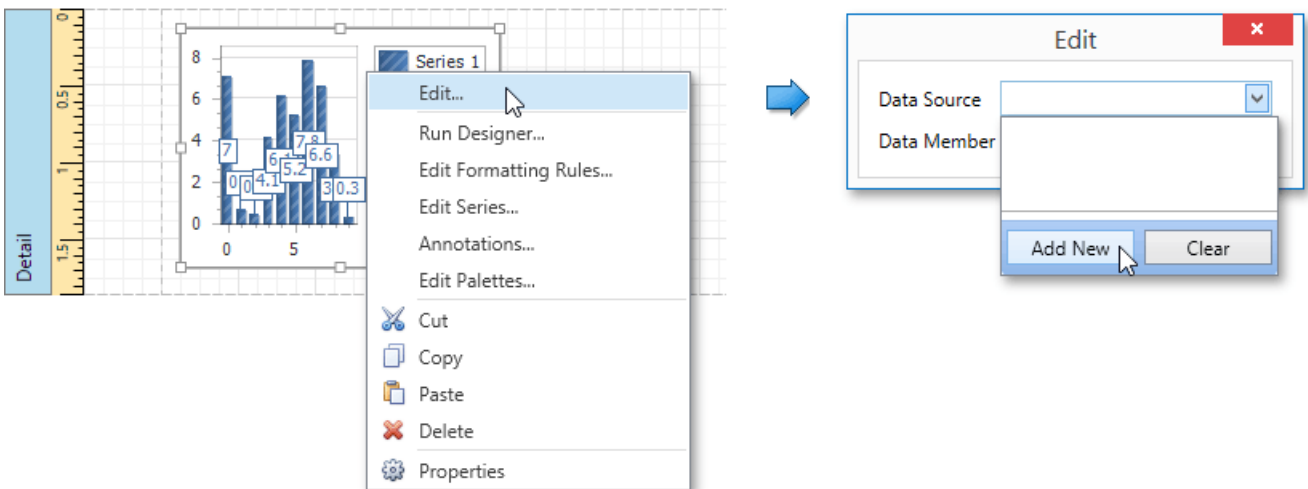 Detail
0
0.5
1
1.5
8
6
4
2
0
0
5
7
0
0
4.1
6
5.2
7.8
6.6
3
0.3
Series 1
Edit...
Run Designer...
Edit Formatting Rules...
Edit Series...
Annotations...
Edit Palettes...
Cut
Copy
Paste
Delete
Properties
Edit
Data Source
Data Member
Add New
Clear